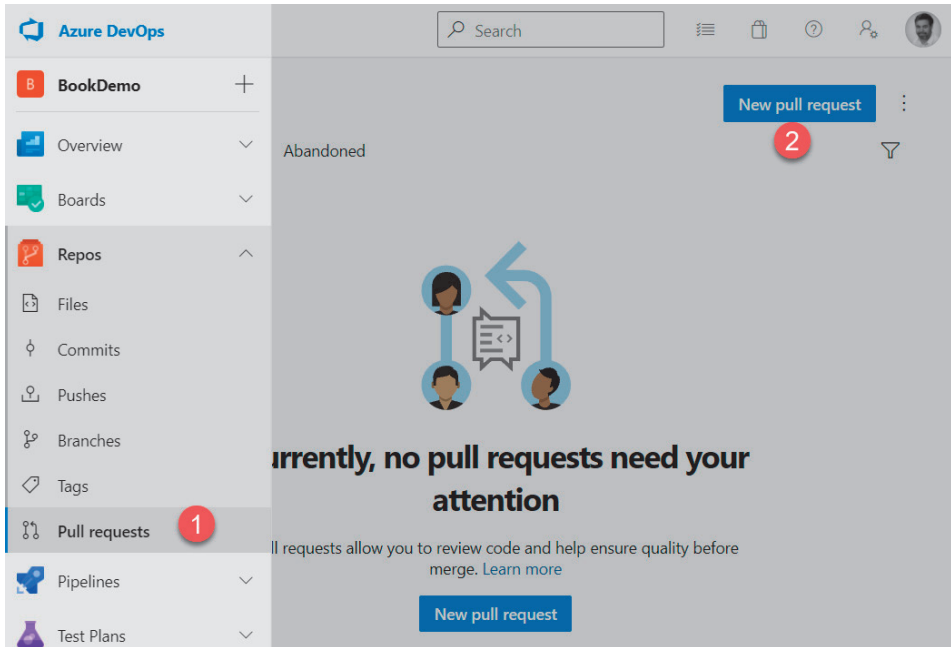 Azure DevOps
Search
B
BookDemo
New pull request
2
Overview
Abandoned
Boards
Repos
Files
Commits
Pushes
Branches
urrently, no pull requests need your
attention
Tags
Pull requests
1
ll requests allow you to review code and help ensure quality before
merge. Learn more
Pipelines
New pull request
Test Plans